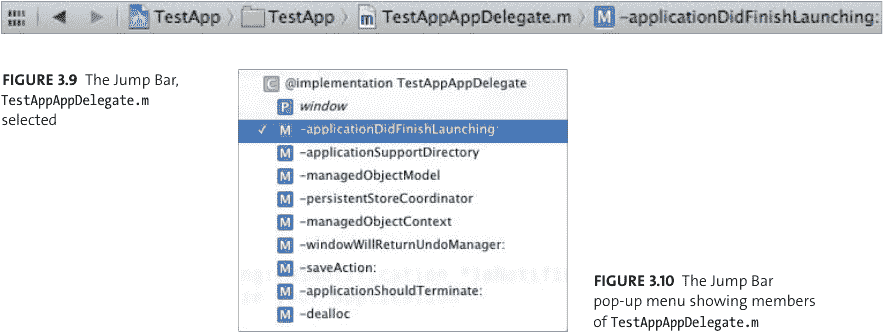 TestApp TestApp TestAppAppDelegate.m -applicationDidFinishLaunching:
FIGURE 3.9 The Jump Bar,
TestAppAppDelegate.m
selected
C @implementation TestAppAppDelegate
P window
✓ M -applicationDidFinishLaunching:
M -applicationSupportDirectory
M -managedObjectModel
M -persistentStoreCoordinator
M -managedObjectContext
M -windowWillReturnUndoManager:
M -saveAction:
M -applicationShouldTerminate:
M -dealloc
FIGURE 3.10 The Jump Bar
pop-up menu showing members
of TestAppAppDelegate.m